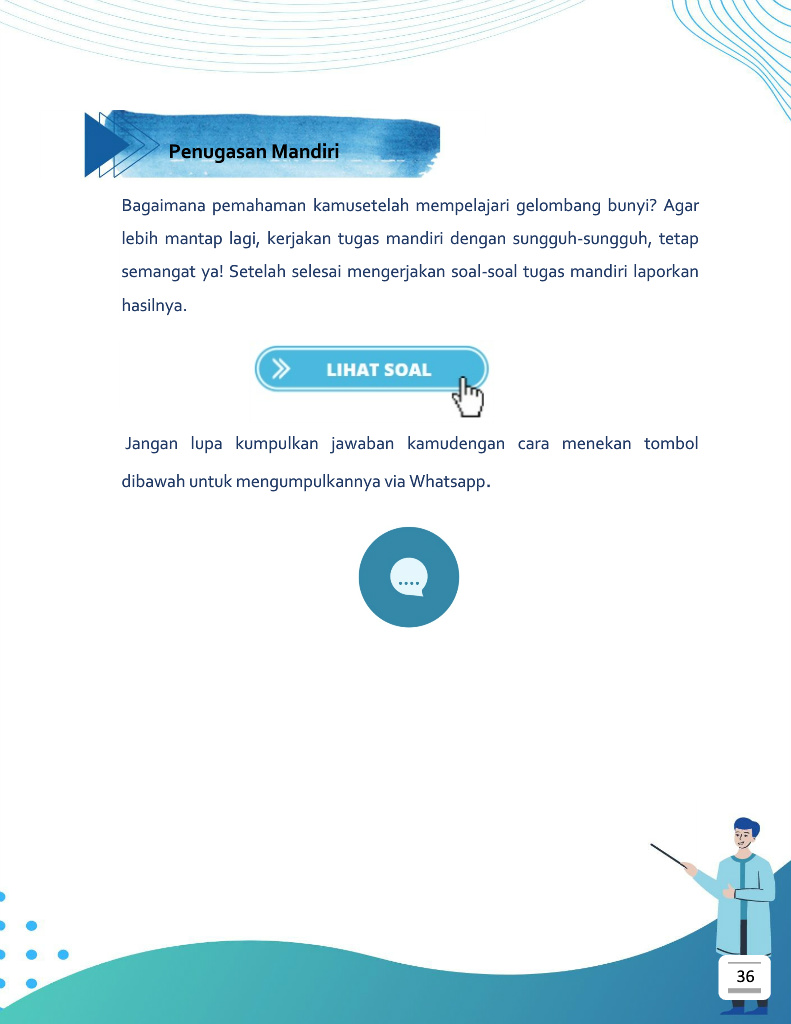 Penugasan Mandiri
Bagaimana pemahaman kamusetelah mempelajari gelombang bunyi? Agar
lebih mantap lagi, kerjakan tugas mandiri dengan sungguh-sungguh, tetap
semangat ya! Setelah selesai mengerjakan soal-soal tugas mandiri laporkan
hasilnya.
LIHAT SOAL
Jangan lupa kumpulkan jawaban kamudengan cara menekan tombol
dibawah untuk mengumpulkannya via Whatsapp.
36